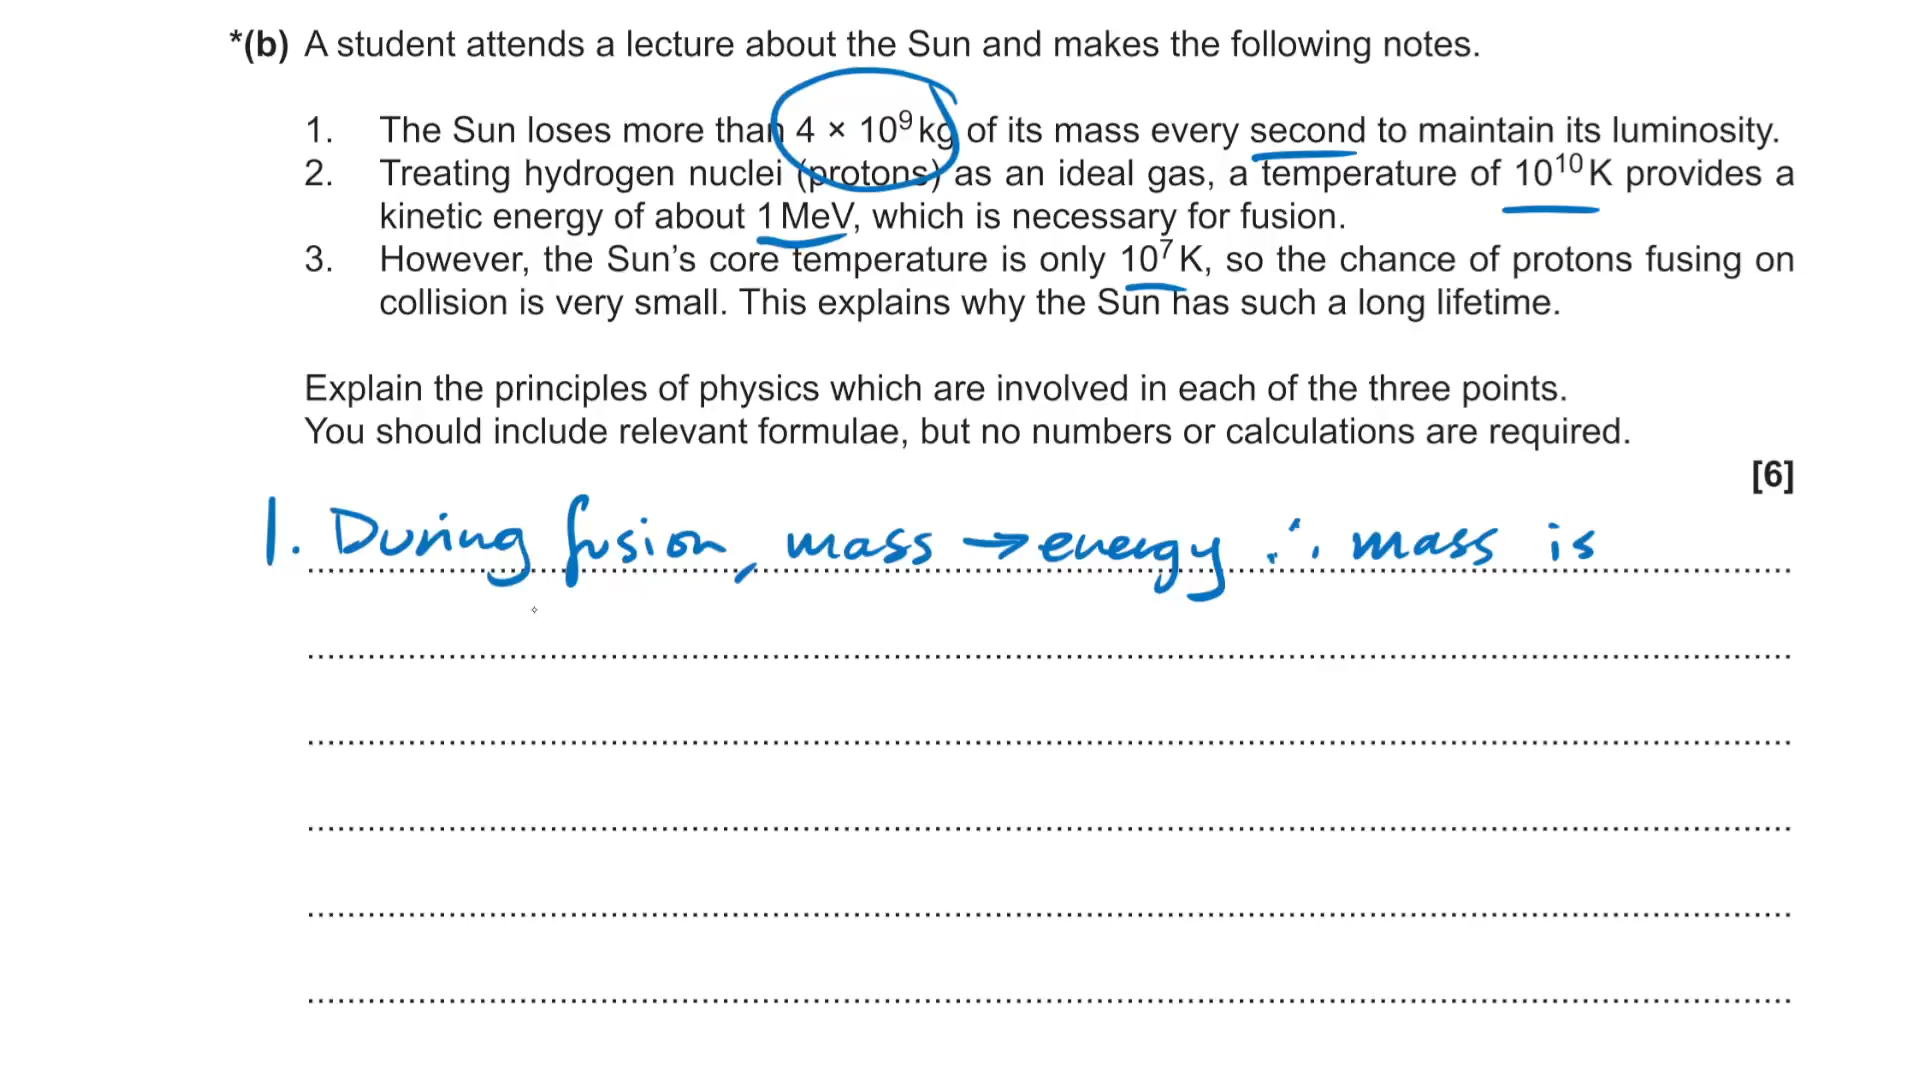 *(b) A student attends a lecture about the Sun and makes the following notes.
1. The Sun loses more than 4 × 10⁹ kg of its mass every second to maintain its luminosity.
2. Treating hydrogen nuclei (protons) as an ideal gas, a temperature of 10¹⁰ K provides a
kinetic energy of about 1 MeV, which is necessary for fusion.
3. However, the Sun's core temperature is only 10⁷ K, so the chance of protons fusing on
collision is very small. This explains why the Sun has such a long lifetime.
Explain the principles of physics which are involved in each of the three points.
You should include relevant formulae, but no numbers or calculations are required.
[6]
1. During fusion, mass → energy ∴ mass is